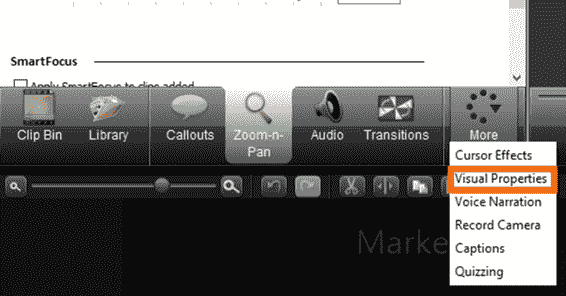 SmartFocus
Apply SmartFocus to clips added
Clip Bin
Library
Callouts
Zoom-n-
Pan
Audio
Transitions
More
Cursor Effects
Visual Properties
Voice Narration
Record Camera
Captions
Quizzing
Marke